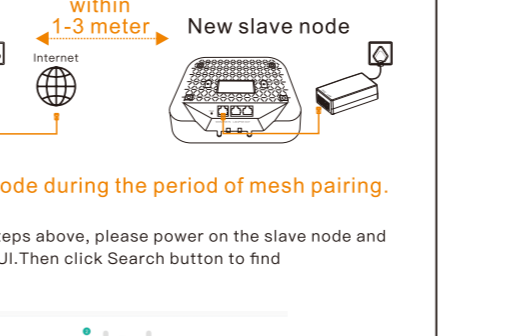 within
1-3 meter
New slave node
Internet
ode during the period of mesh pairing.
teps above, please power on the slave node and
UI.Then click Search button to find